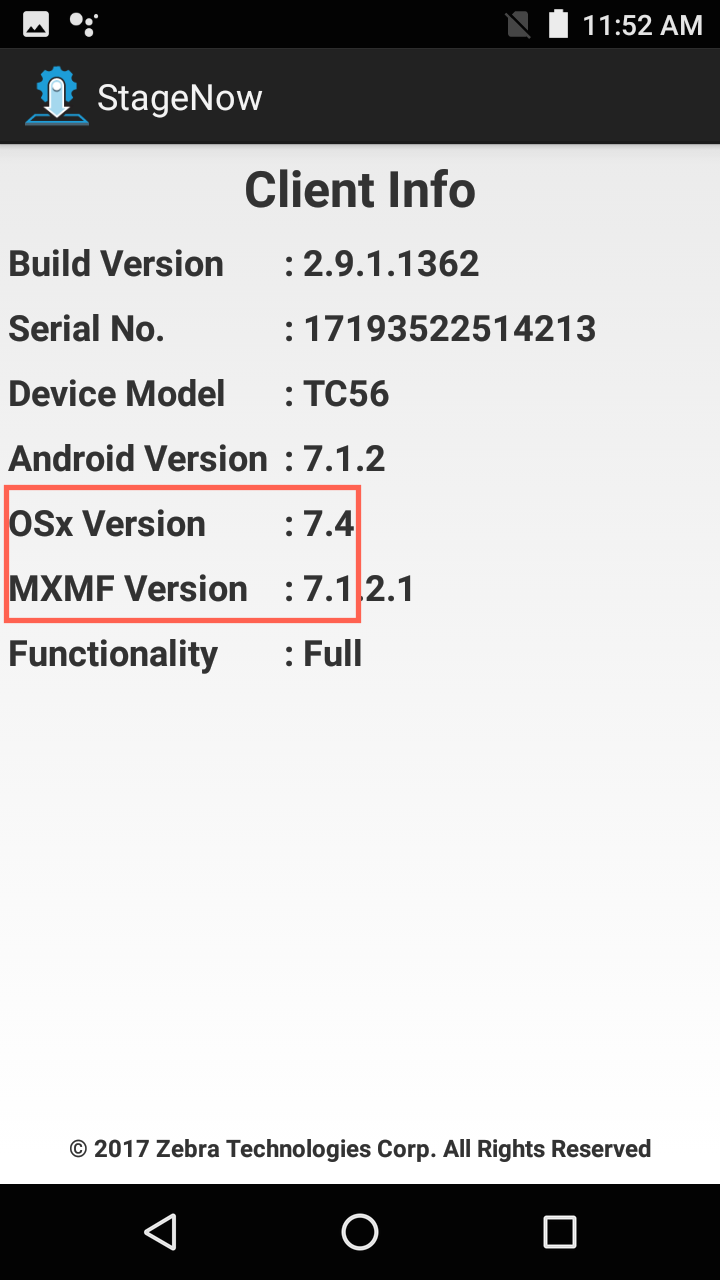 11:52 AM
StageNow
Client Info
Build Version : 2.9.1.1362
Serial No. : 17193522514213
Device Model : TC56
Android Version : 7.1.2
OSx Version : 7.4
MXMF Version : 7.1.2.1
Functionality : Full
© 2017 Zebra Technologies Corp. All Rights Reserved